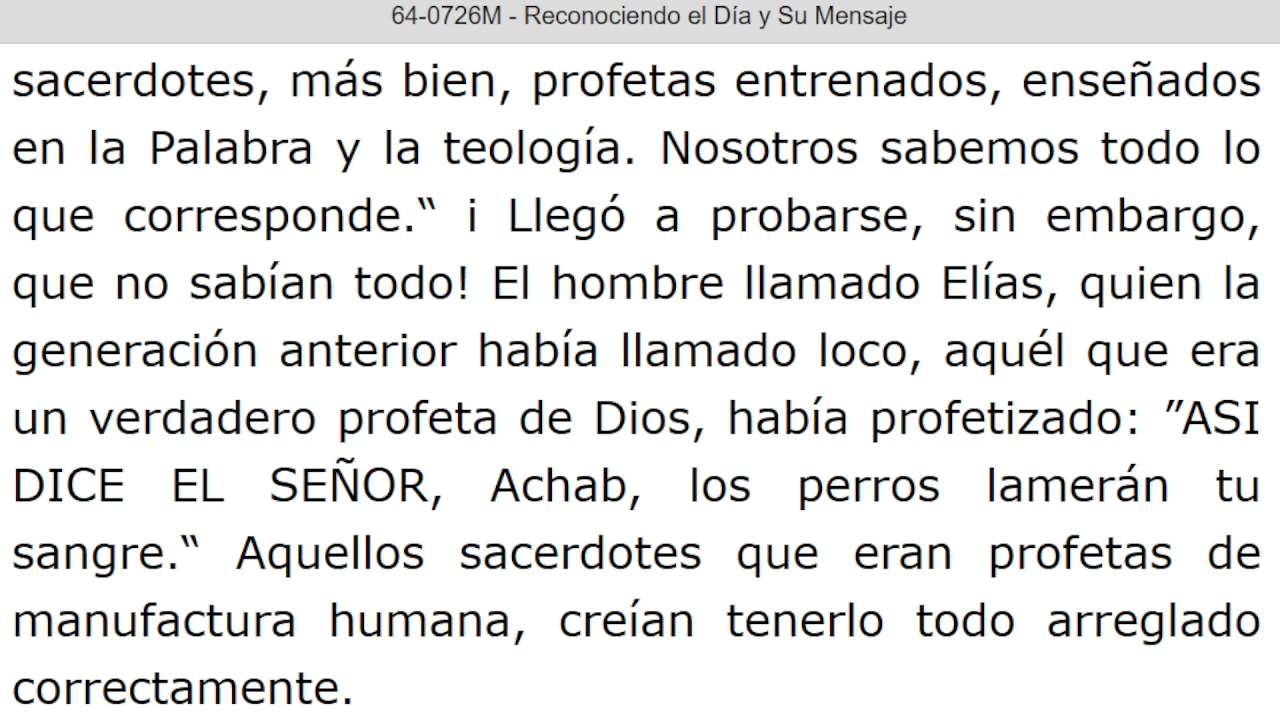 64-0726M - Reconociendo el Día y Su Mensaje
sacerdotes, más bien, profetas entrenados, enseñados
en la Palabra y la teología. Nosotros sabemos todo lo
que corresponde.“ i Llegó a probarse, sin embargo,
que no sabían todo! El hombre llamado Elías, quien la
generación anterior había llamado loco, aquél que era
un verdadero profeta de Dios, había profetizado: ”ASI
DICE EL SEÑOR, Achab, los perros lamerán tu
sangre.“ Aquellos sacerdotes que eran profetas de
manufactura humana, creían tenerlo todo arreglado
correctamente.